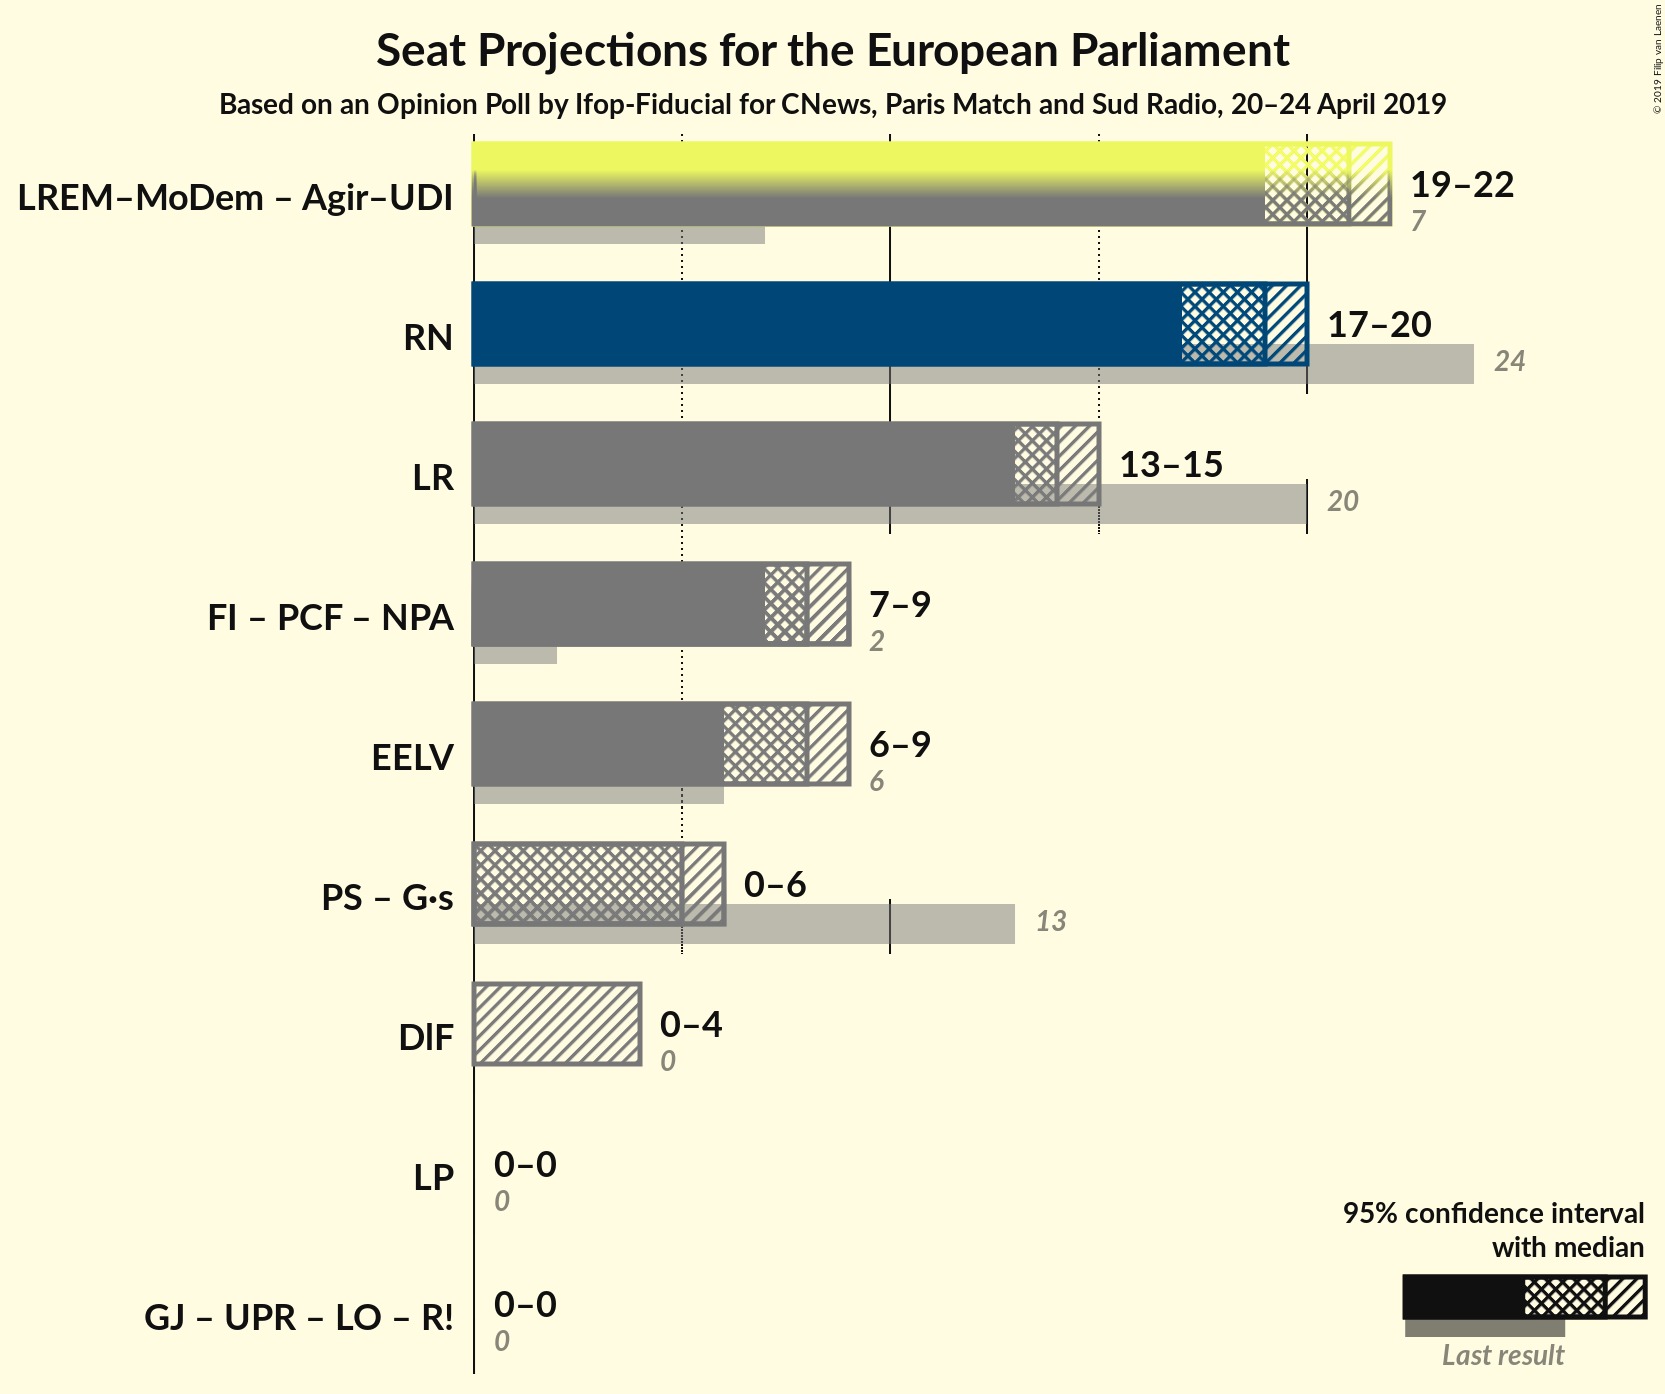 Seat Projections for the European Parliament
Based on an Opinion Poll by Ifop-Fiducial for CNews, Paris Match and Sud Radio, 20–24 April 2019
© 2019 Filip van Laenen
LREM–MoDem – Agir–UDI
19–22
7
RN
17–20
24
LR
13–15
20
FI – PCF – NPA
7–9
2
EELV
6–9
6
PS – G·s
0–6
13
DlF
0–4
0
LP
0–0
0
GJ – UPR – LO – R!
0–0
0
95% confidence interval
with median
Last result